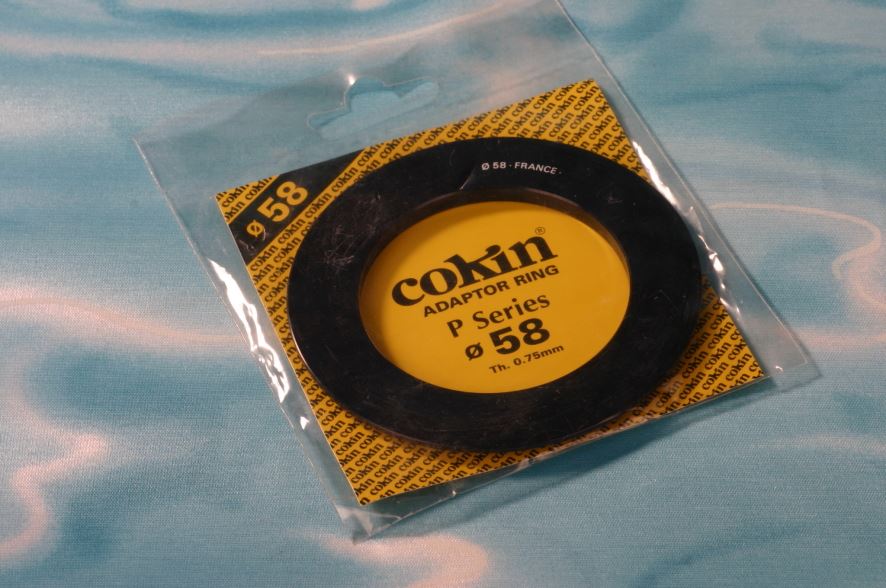 ø 58
ø 58 - FRANCE -
cokin®
ADAPTOR RING
P Series
ø 58
Th. 0.75mm